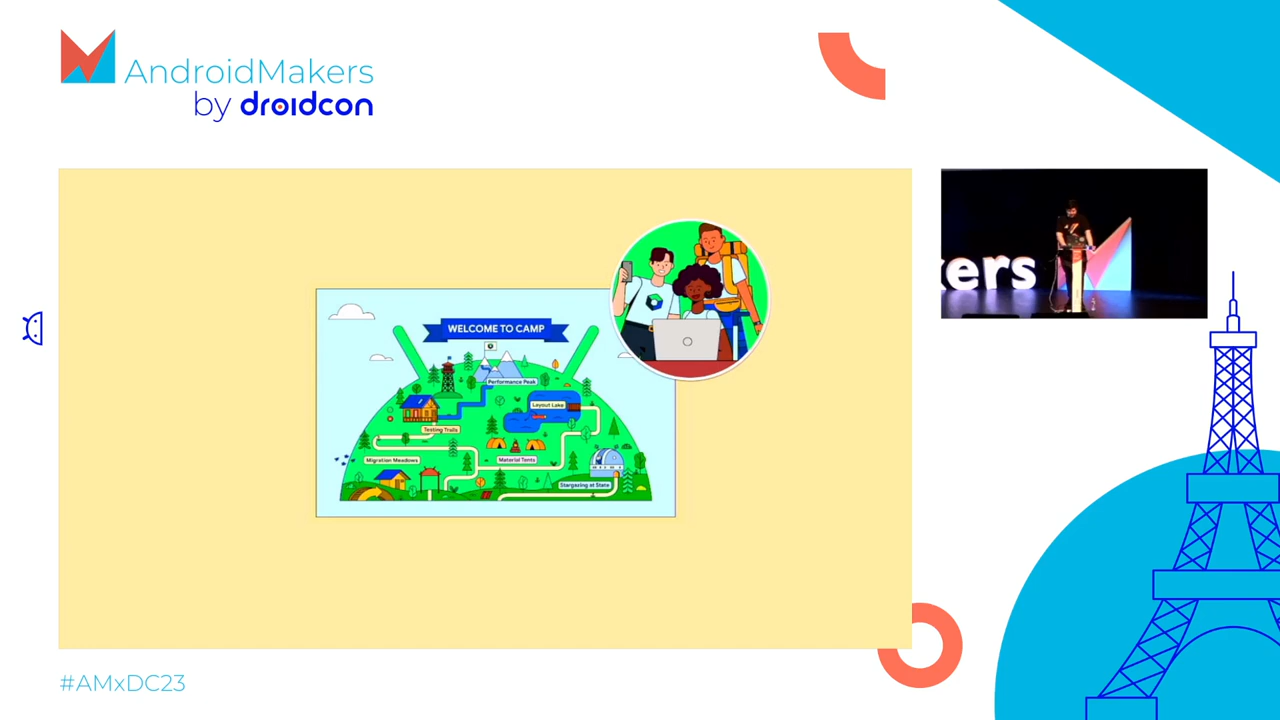 AndroidMakers
by droidcon
WELCOME TO CAMP
Performance Peak
Layout Lake
Testing Trails
Migration Meadows
Material Tents
Stargazing at State
kers
#AMxDC23